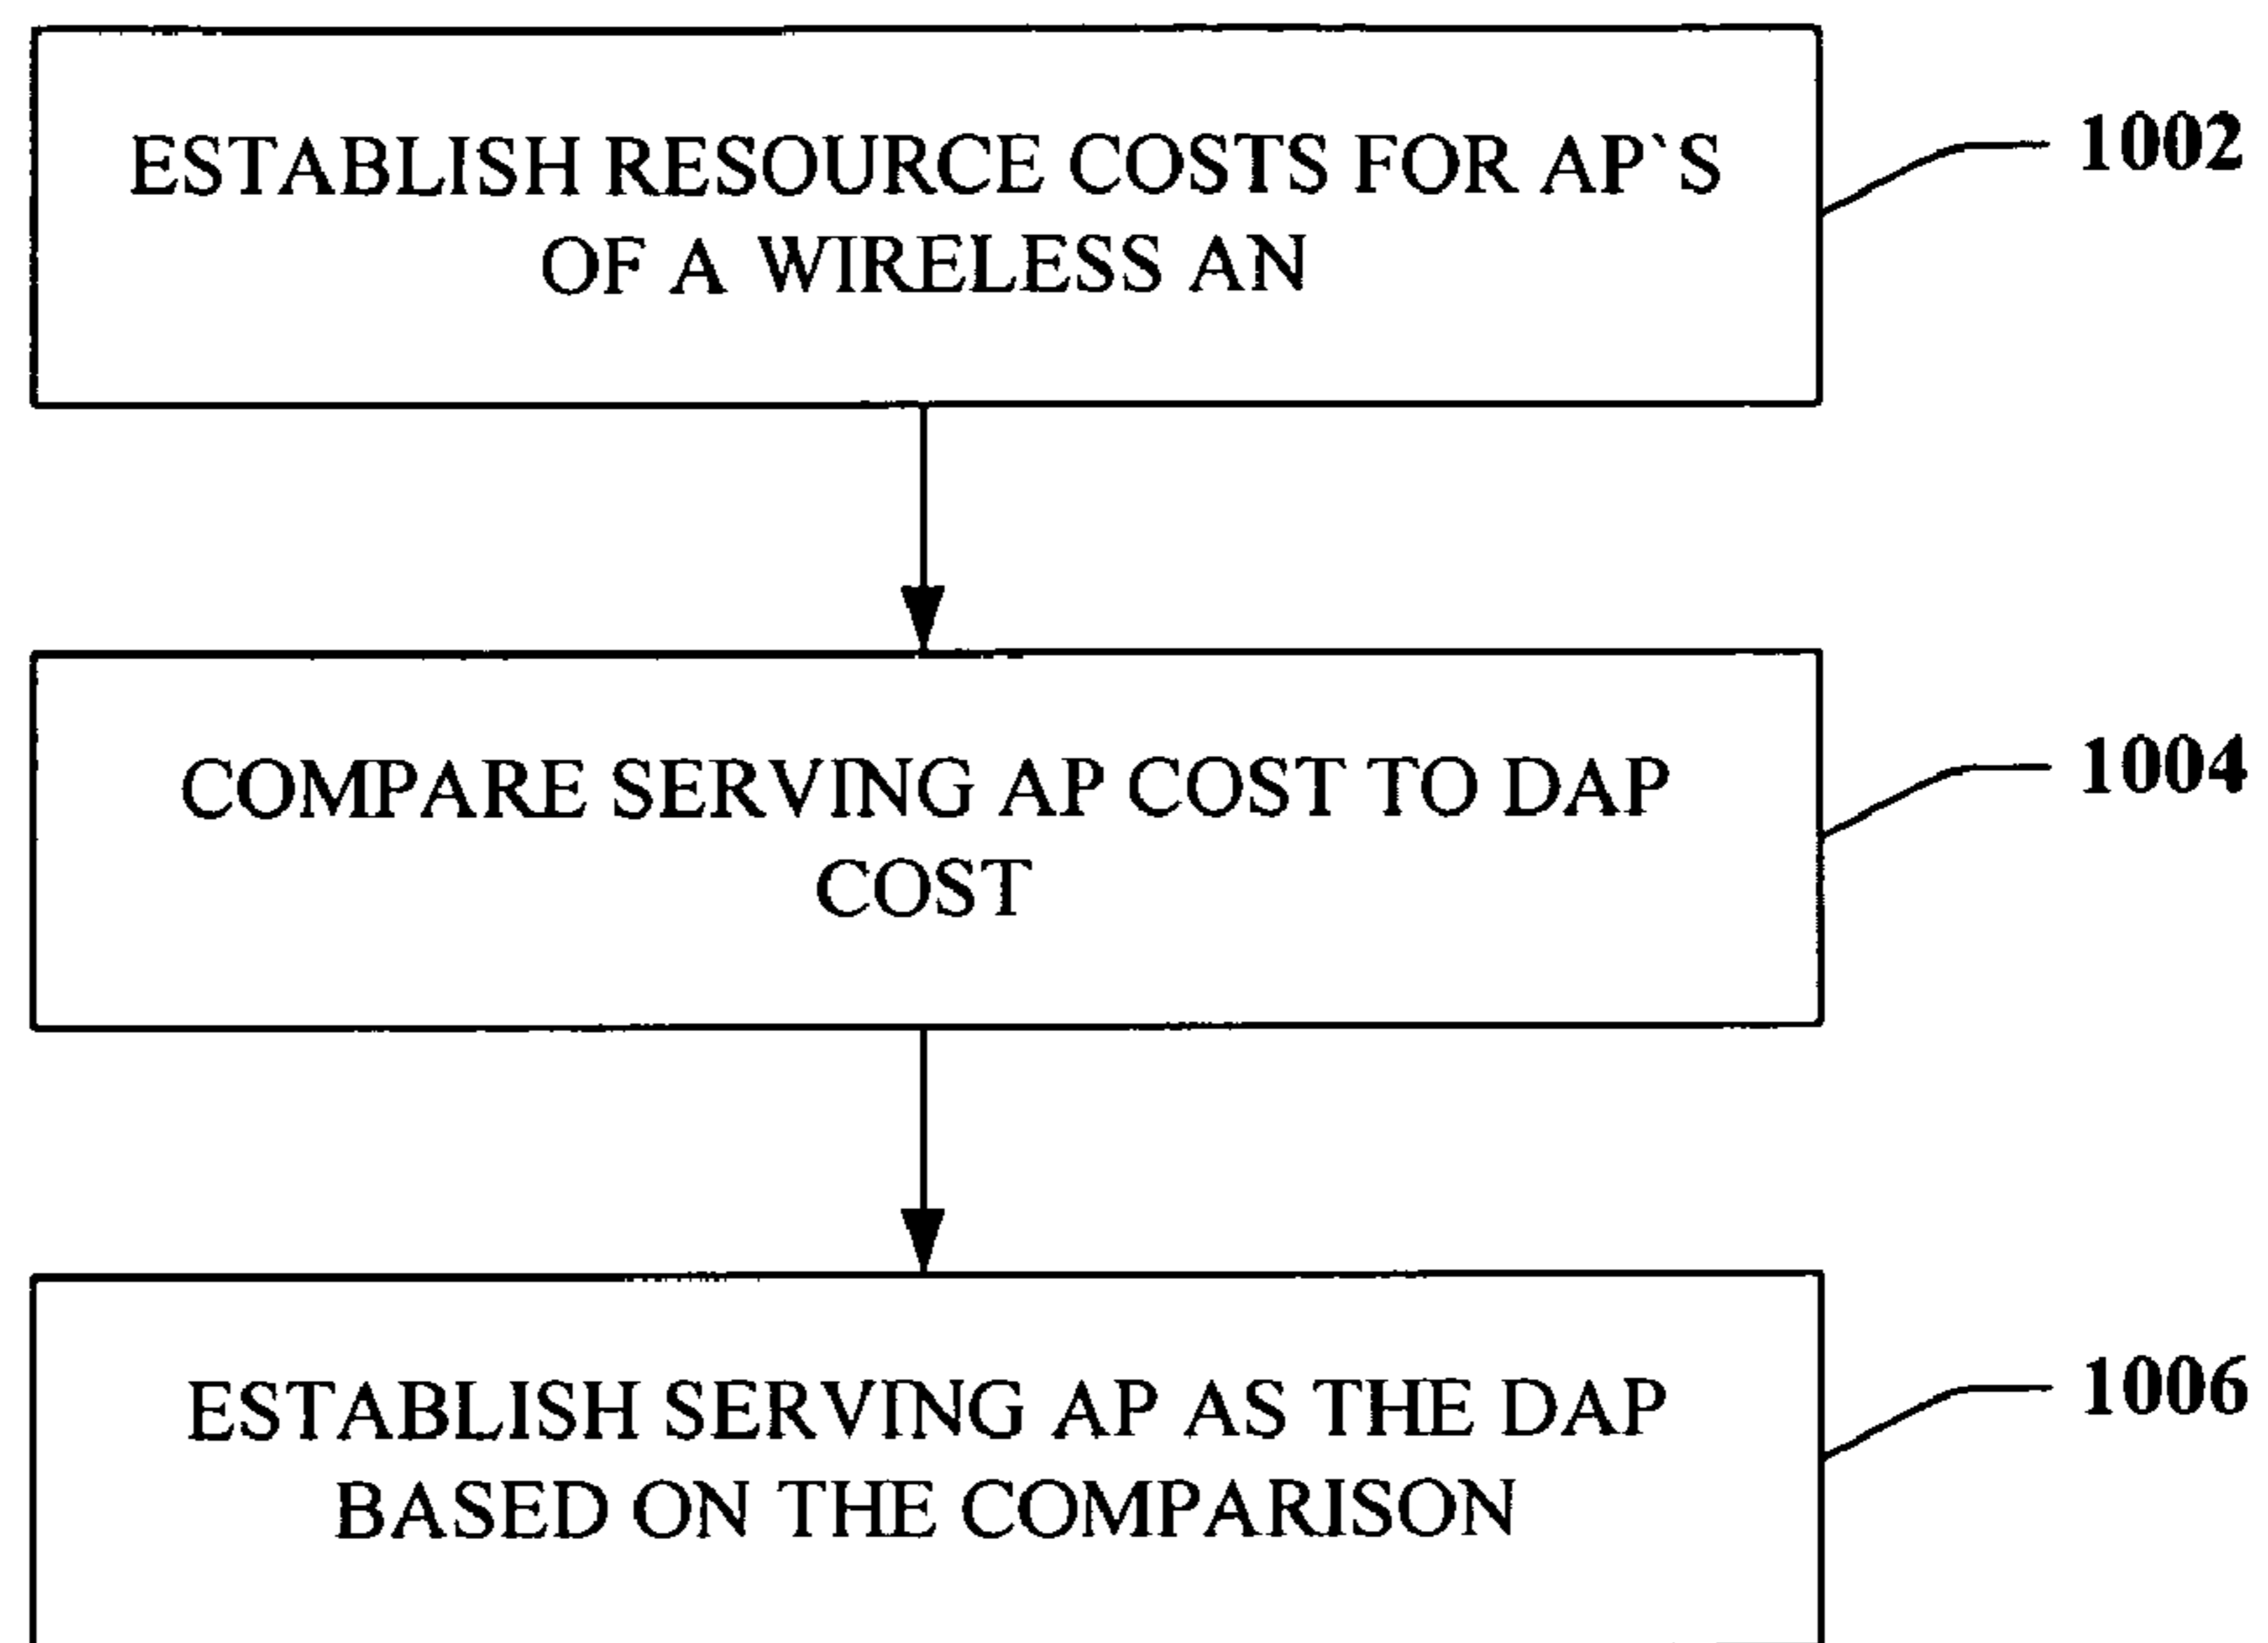 ESTABLISH RESOURCE COSTS FOR AP`S
OF A WIRELESS AN
1002
COMPARE SERVING AP COST TO DAP
COST
1004
ESTABLISH SERVING AP AS THE DAP
BASED ON THE COMPARISON
1006